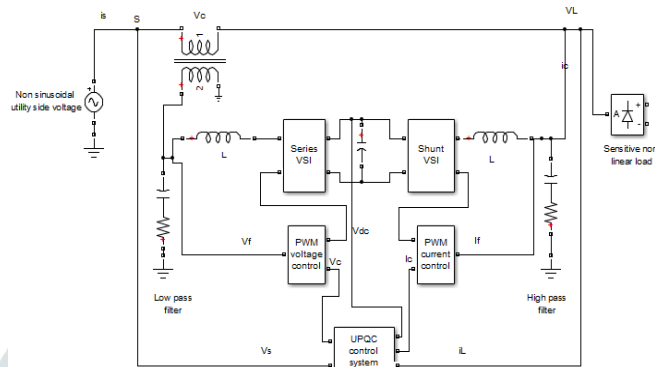 is
S
Vc
VL
1
2
ic
Non sinusoidal
utility side voltage
L
Series
VSI
Shunt
VSI
L
A
+
-
Sensitive non
linear load
Vdc
Vf
PWM
voltage
control
Vc
Ic
PWM
current
control
If
Low pass
filter
High pass
filter
Vs
UPQC
control
system
iL